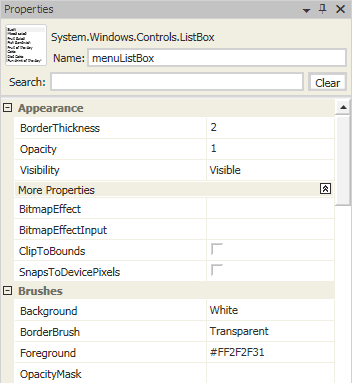 Properties
System.Windows.Controls.ListBox
Name: menuListBox
Search: Clear
Appearance
BorderThickness 2
Opacity 1
Visibility Visible
More Properties
BitmapEffect
BitmapEffectInput
ClipToBounds
SnapsToDevicePixels
Brushes
Background White
BorderBrush Transparent
Foreground #FF2F2F31
OpacityMask